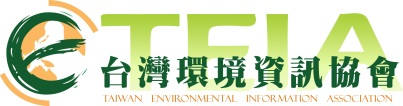 TEIA
台灣環境資訊協會
TAIWAN ENVIRONMENTAL INFORMATION ASSOCIATION